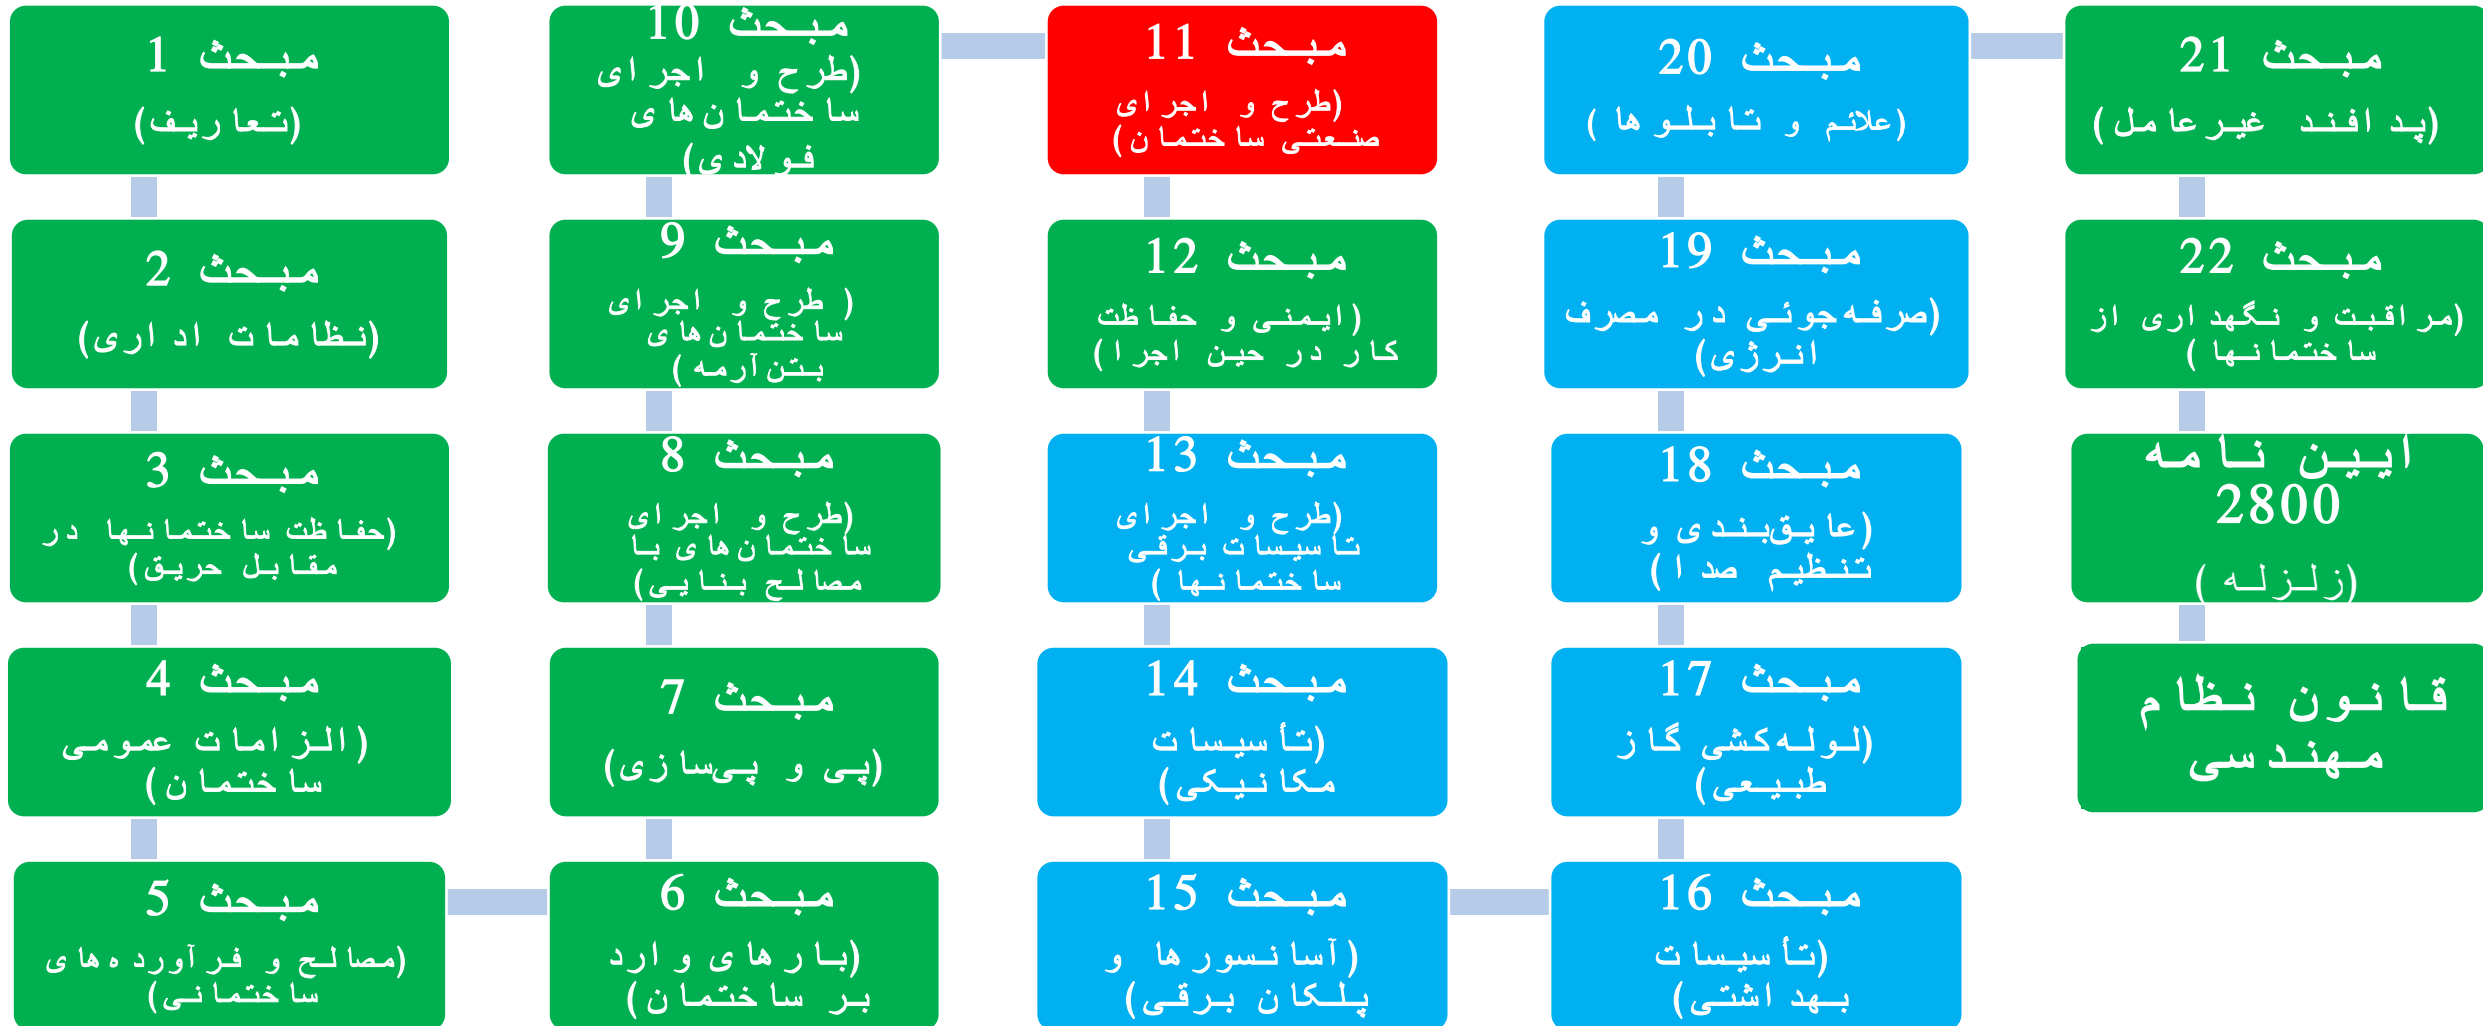 مبحث 1
(تعاریف)
مبحث 2
(نظامات اداری)
مبحث 3
(حفاظت ساختمانها در
مقابل حریق)
مبحث 4
(الزامات عمومی
ساختمان)
مبحث 5
(مصالح و فرآورده‌های
ساختمانی)
مبحث 6
(بارهای وارد
بر ساختمان)
مبحث 7
(پی و پی‌سازی)
مبحث 8
(طرح و اجرای
ساختمان‌های با
مصالح بنایی)
مبحث 9
( طرح و اجرای
ساختمان‌های
بتن‌آرمه)
مبحث 10
(طرح و اجرای
ساختمان‌های
فولادی)
مبحث 11
(طرح و اجرای
صنعتی ساختمان)
مبحث 12
(ایمنی و حفاظت
کار در حین اجرا)
مبحث 13
(طرح و اجرای
تاسیسات برقی
ساختمانها)
مبحث 14
(تأسیسات
مکانیکی)
مبحث 15
(آسانسورها و
پلکان برقی)
مبحث 16
(تأسیسات
بهداشتی)
مبحث 17
(لوله‌کشی گاز
طبیعی)
مبحث 18
(عایق‌بندی و
تنظیم صدا)
مبحث 19
(صرفه‌جوئی در مصرف
انرژی)
مبحث 20
(علائم و تابلوها)
مبحث 21
(پدافند غیرعامل)
مبحث 22
(مراقبت و نگهداری از
ساختمانها)
ایین نامه
2800
(زلزله)
قانون نظام
مهندسی